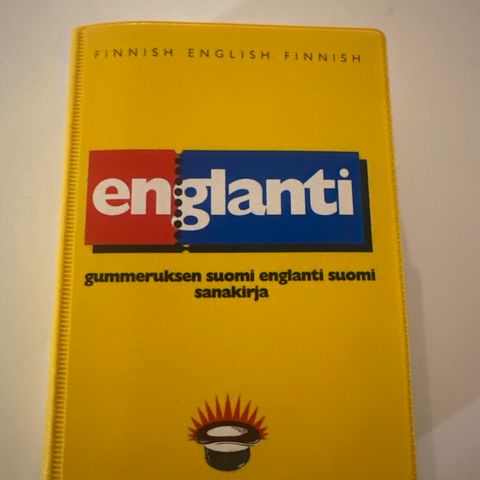 FINNISH ENGLISH FINNISH
englanti
gummeruksen suomi englanti suomi
sanakirja